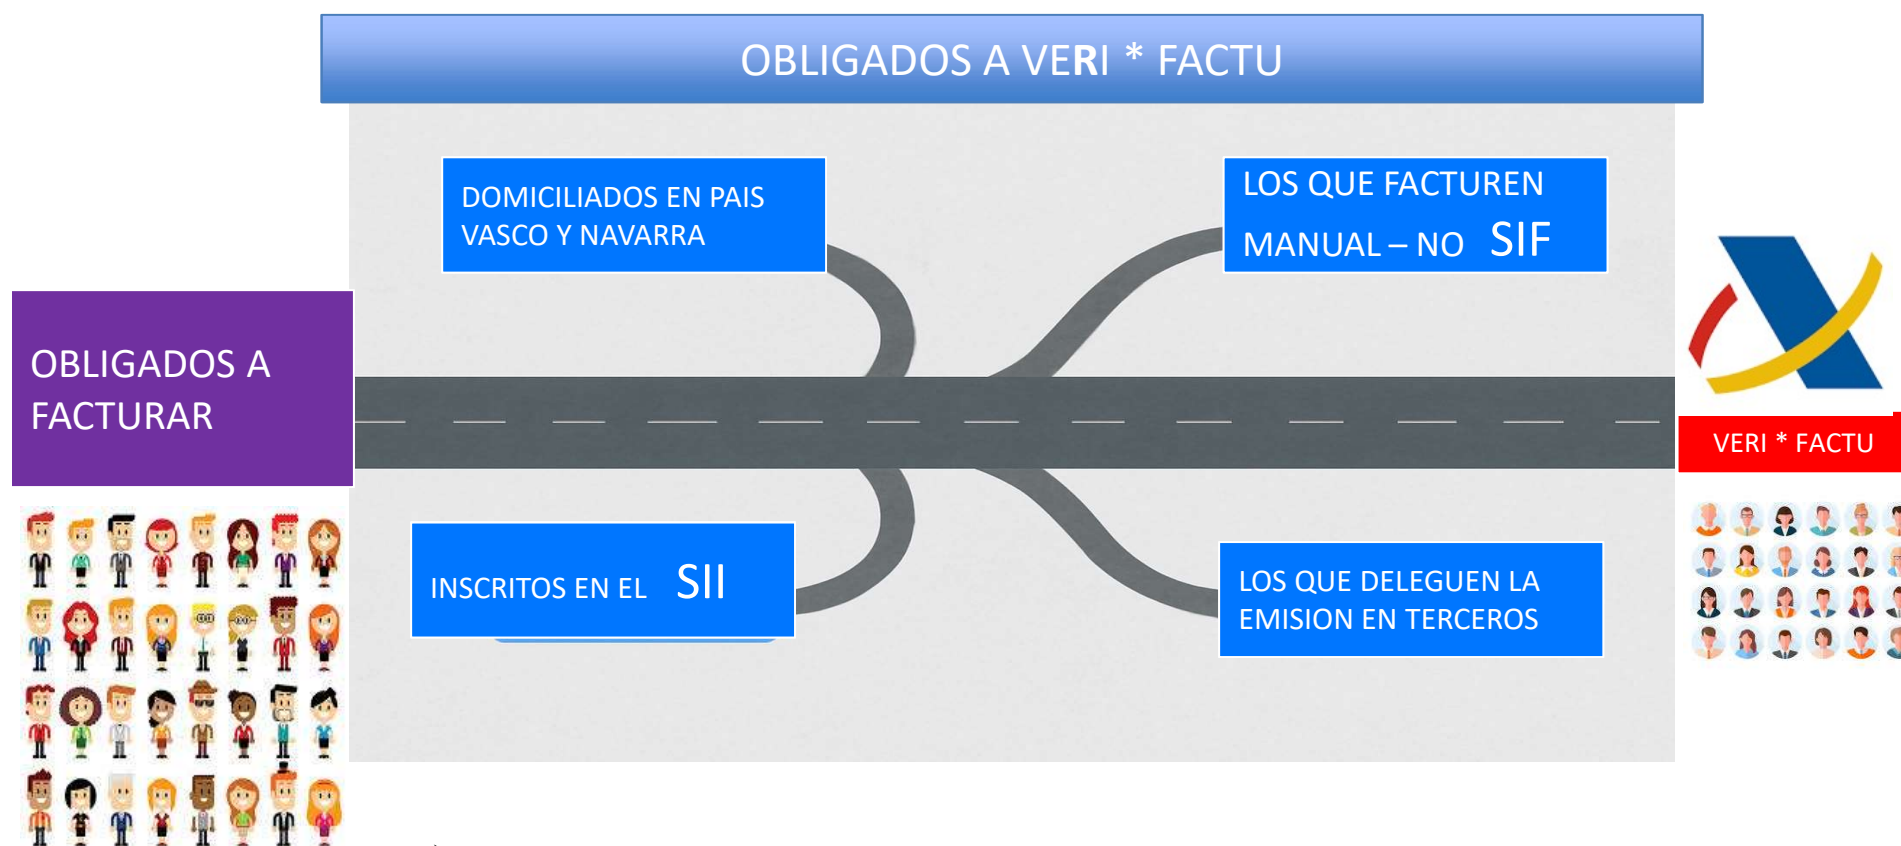 OBLIGADOS A VERI * FACTU
DOMICILIADOS EN PAIS
VASCO Y NAVARRA
LOS QUE FACTUREN
MANUAL – NO SIF
OBLIGADOS A
FACTURAR
VERI * FACTU
INSCRITOS EN EL SII
LOS QUE DELEGUEN LA
EMISION EN TERCEROS